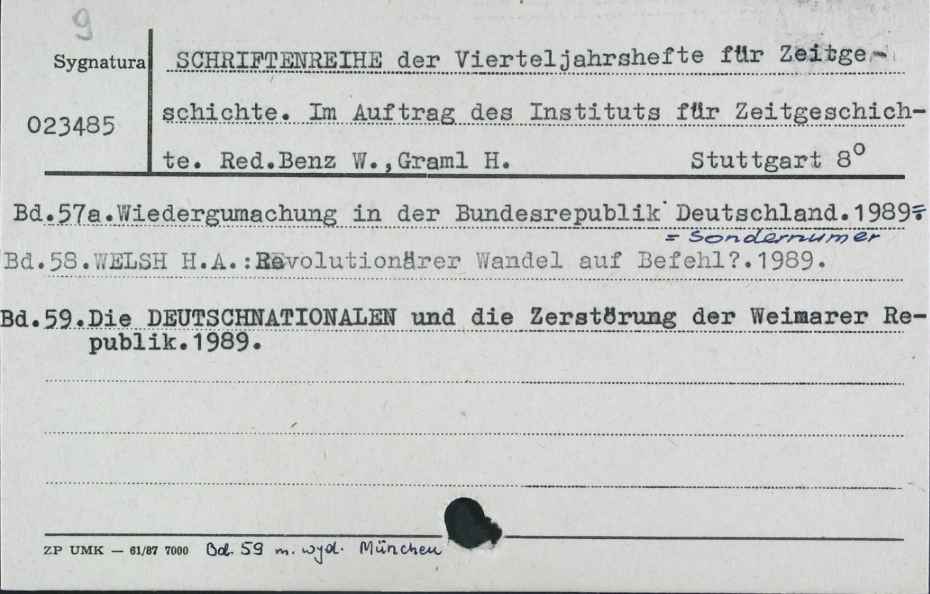 9
Sygnatura
023485
SCHRIFTENREIHE der Vierteljahrshefte für Zeitge-
schichte. Im Auftrag des Instituts für Zeitgeschich-
te. Red.Benz W.,Graml H. Stuttgart 8°
Bd.57a.Wiedergumachung in der Bundesrepublik Deutschland.1989.=
= Sondernumer
Bd.58.WELSH H.A.:Revolutionärer Wandel auf Befehl?.1989.
Bd.59.Die DEUTSCHNATIONALEN und die Zerstörung der Weimarer Re-
publik.1989.
ZP UMK — 61/87 7000 Bd. 59 m. wyd. München